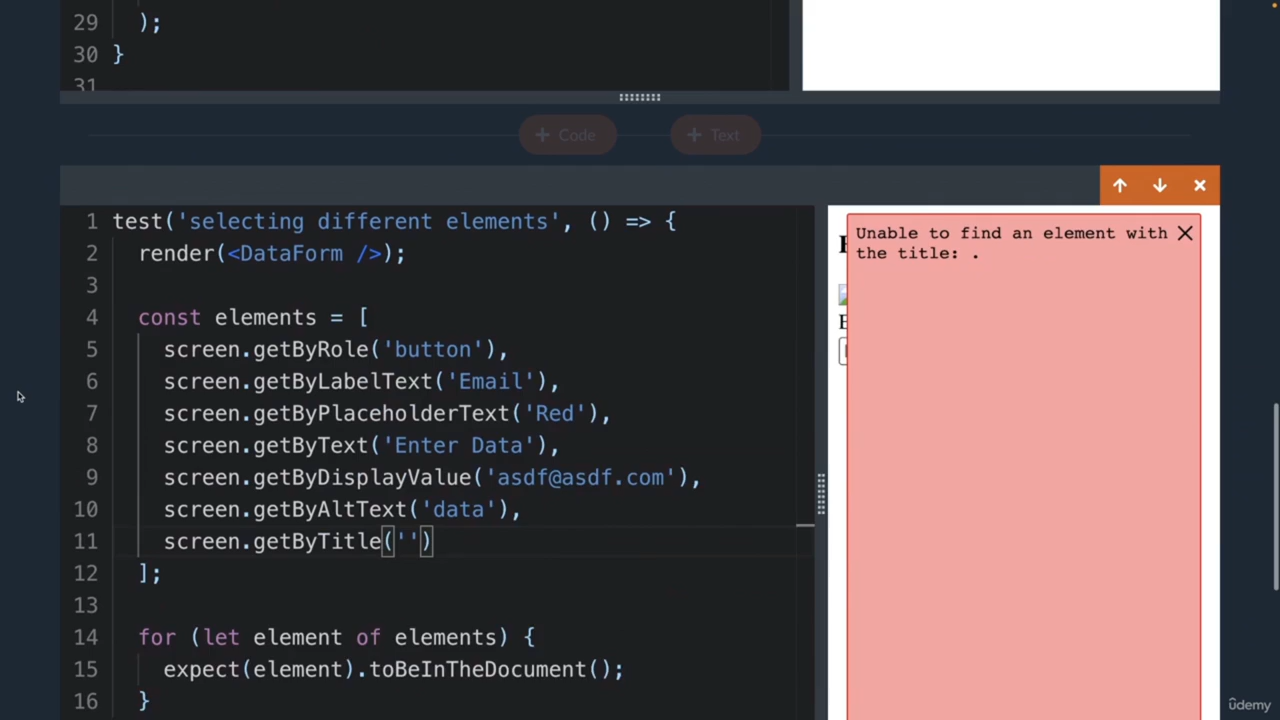 29 );
30 }
31
+ Code + Text
1 test('selecting different elements', () => {
2 render(<DataForm />);
3
4 const elements = [
5 screen.getByRole('button'),
6 screen.getByLabelText('Email'),
7 screen.getByPlaceholderText('Red'),
8 screen.getByText('Enter Data'),
9 screen.getByDisplayValue('asdf@asdf.com'),
10 screen.getByAltText('data'),
11 screen.getByTitle('')
12 ];
13
14 for (let element of elements) {
15 expect(element).toBeInTheDocument();
16 }
Unable to find an element with
the title: .
ûdemy